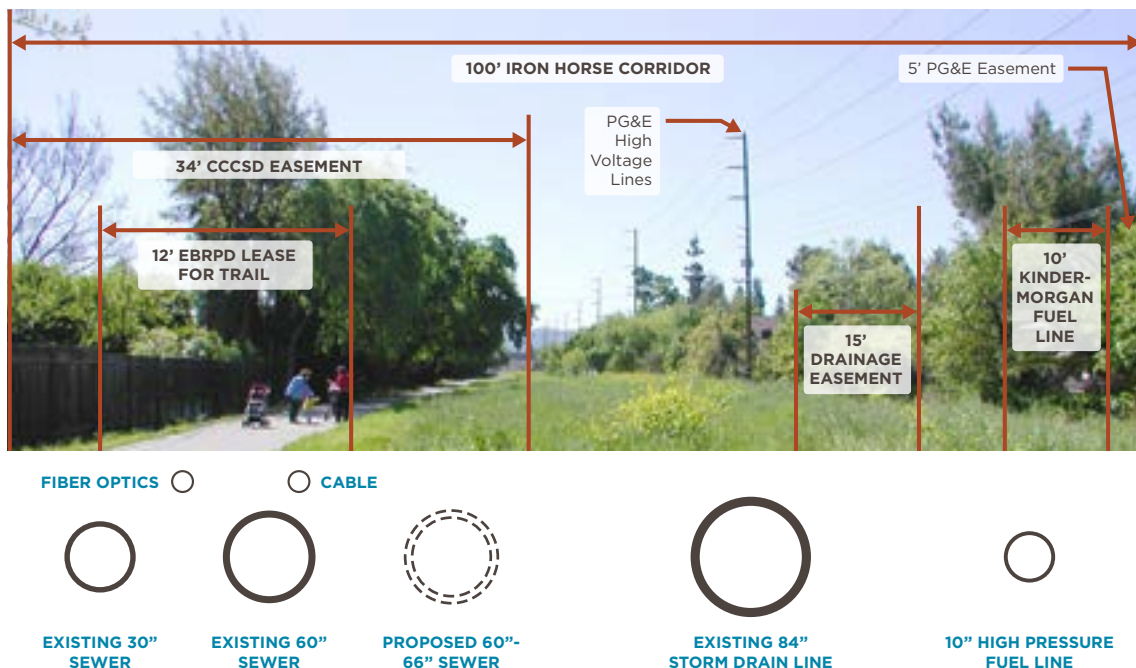 100’ IRON HORSE CORRIDOR
5’ PG&E Easement
PG&E
High
Voltage
Lines
34’ CCCSD EASEMENT
12’ EBRPD LEASE
FOR TRAIL
10’
KINDER-
MORGAN
FUEL
LINE
15’
DRAINAGE
EASEMENT
FIBER OPTICS
CABLE
EXISTING 30”
SEWER
EXISTING 60”
SEWER
PROPOSED 60”-
66” SEWER
EXISTING 84”
STORM DRAIN LINE
10” HIGH PRESSURE
FUEL LINE